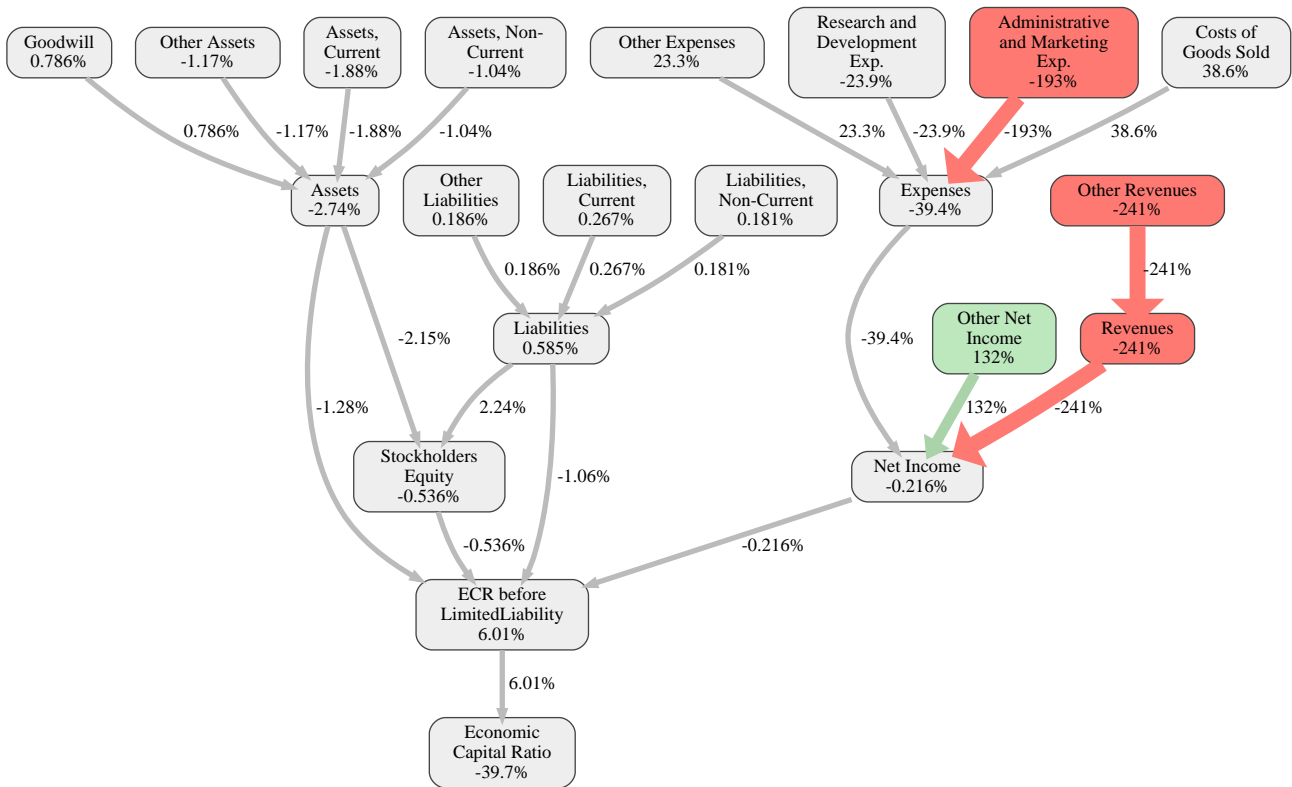 Goodwill
0.786%
Other Assets
-1.17%
Assets,
Current
-1.88%
Assets, Non-
Current
-1.04%
Other Expenses
23.3%
Research and
Development
Exp.
-23.9%
Administrative
and Marketing
Exp.
-193%
Costs of
Goods Sold
38.6%
0.786%
-1.17%
-1.88%
-1.04%
23.3%
-23.9%
-193%
38.6%
Assets
-2.74%
Other
Liabilities
0.186%
Liabilities,
Current
0.267%
Liabilities,
Non-Current
0.181%
Expenses
-39.4%
Other Revenues
-241%
0.186%
0.267%
0.181%
-241%
-2.15%
Liabilities
0.585%
-39.4%
Other Net
Income
132%
Revenues
-241%
-1.28%
2.24%
132%
-241%
Stockholders
Equity
-0.536%
-1.06%
Net Income
-0.216%
-0.536%
-0.216%
ECR before
LimitedLiability
6.01%
6.01%
Economic
Capital Ratio
-39.7%